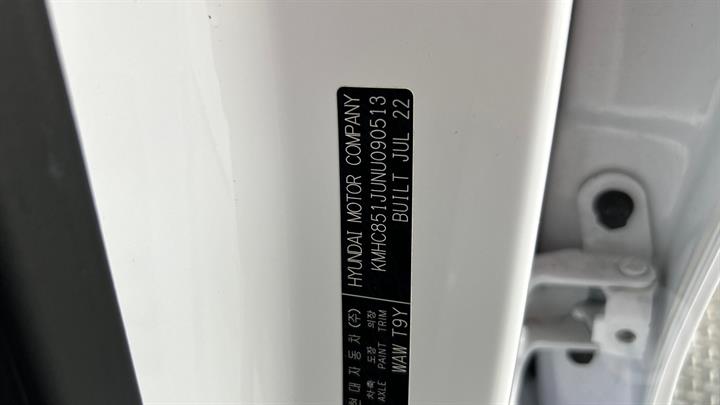 HYUNDAI MOTOR COMPANY
KMHC851JUNU090513
BUILT JUL 22
현대자동차(주)
차축 도장 의장
AXLE PAINT TRIM
WAW T9Y